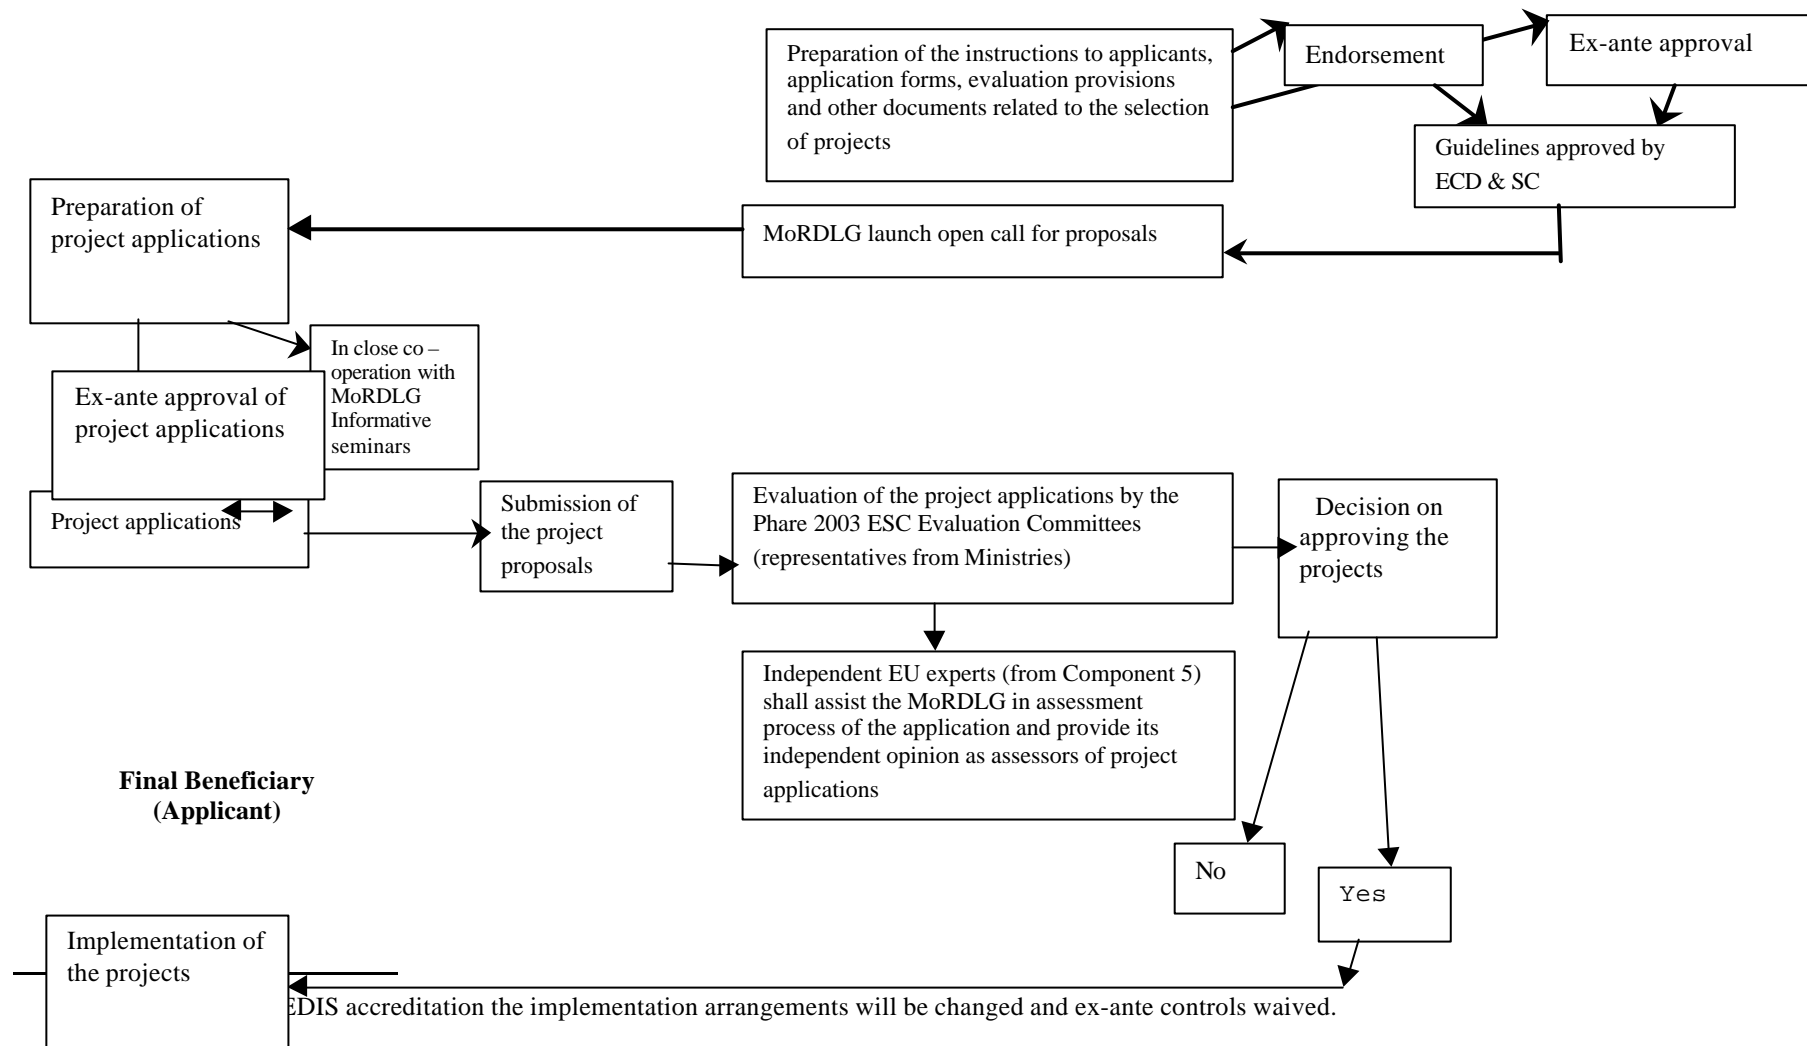 Preparation of the instructions to applicants,
application forms, evaluation provisions
and other documents related to the selection
of projects
Endorsement
Ex-ante approval
Guidelines approved by
ECD & SC
MoRDLG launch open call for proposals
Preparation of
project applications
In close co –
operation with
MoRDLG
Informative
seminars
Ex-ante approval of
project applications
Project applications
Submission of
the project
proposals
Evaluation of the project applications by the
Phare 2003 ESC Evaluation Committees
(representatives from Ministries)
Decision on
approving the
projects
Independent EU experts (from Component 5)
shall assist the MoRDLG in assessment
process of the application and provide its
independent opinion as assessors of project
applications
Final Beneficiary
(Applicant)
No
Yes
Implementation of
the projects
EDIS accreditation the implementation arrangements will be changed and ex-ante controls waived.